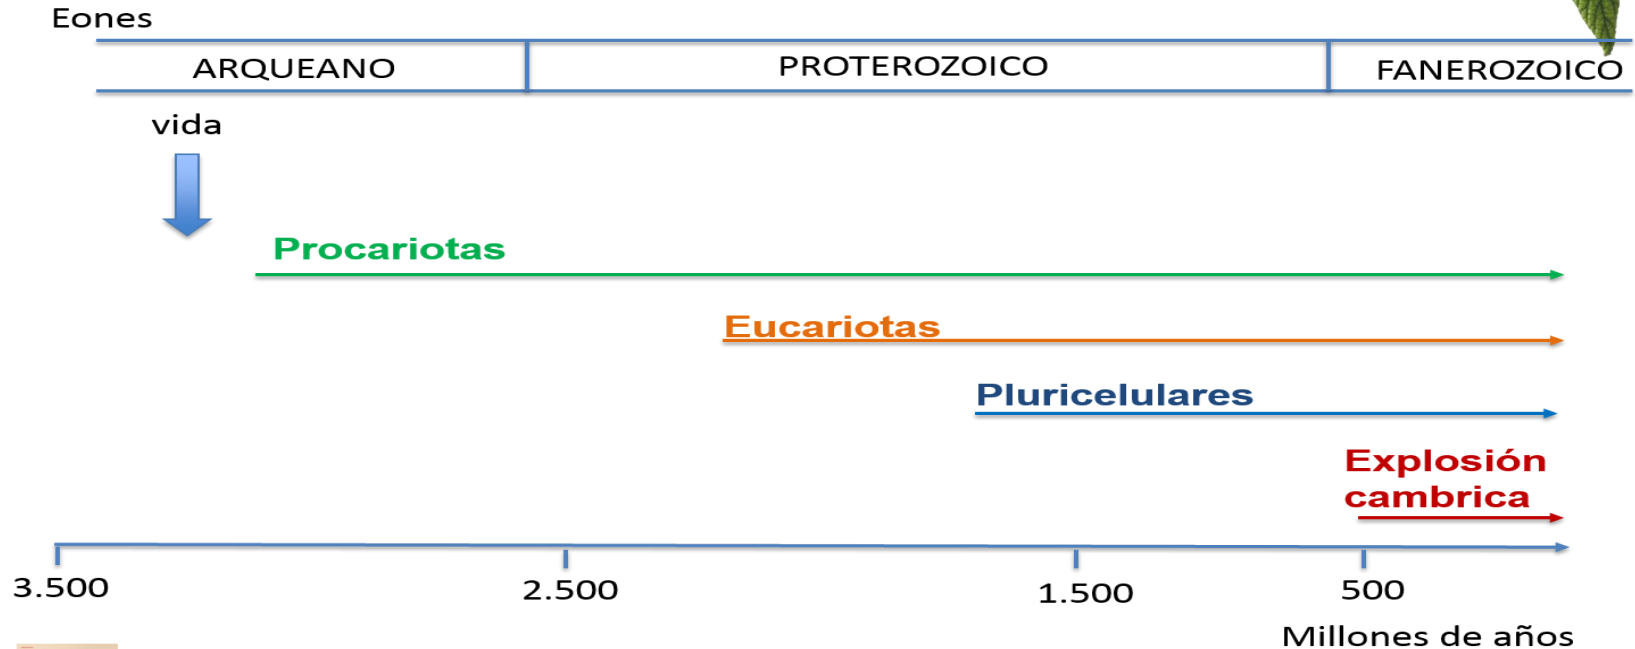 Eones
ARQUEANO PROTEROZOICO FANEROZOICO
vida
Procariotas
Eucariotas
Pluricelulares
Explosión
cambrica
3.500 2.500 1.500 500
Millones de años